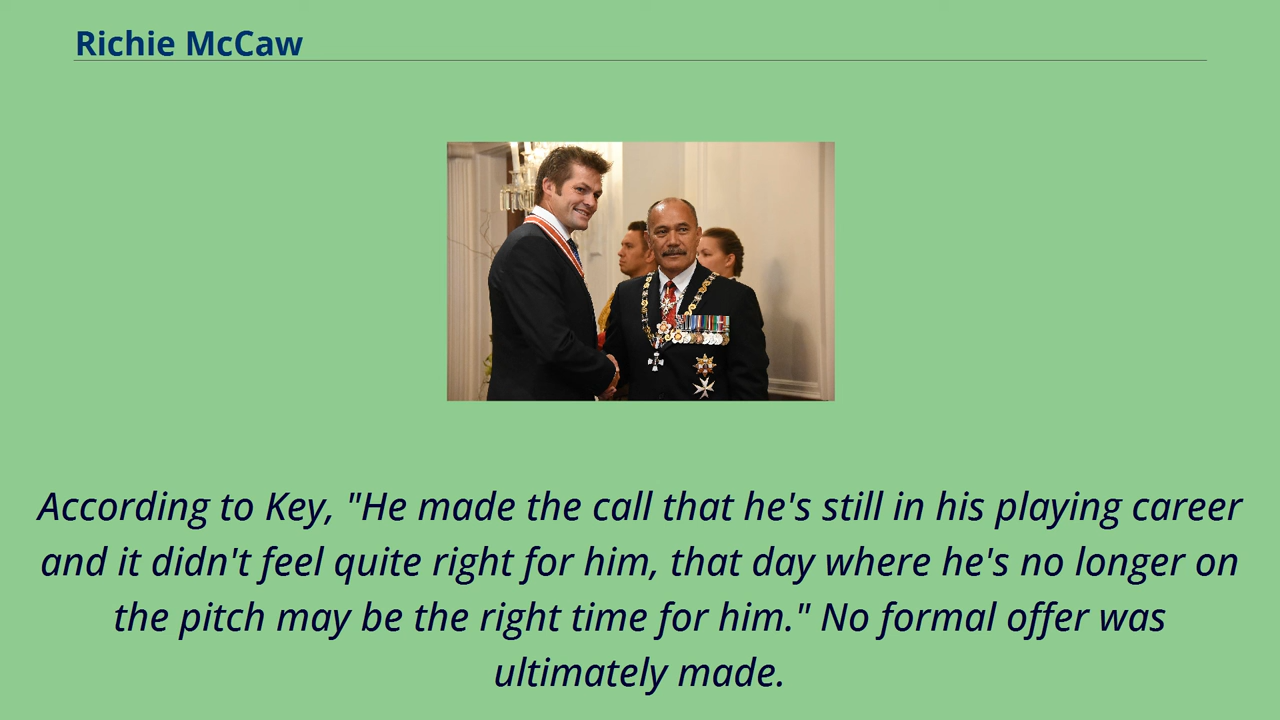 Richie McCaw
According to Key, "He made the call that he's still in his playing career
and it didn't feel quite right for him, that day where he's no longer on
the pitch may be the right time for him." No formal offer was
ultimately made.